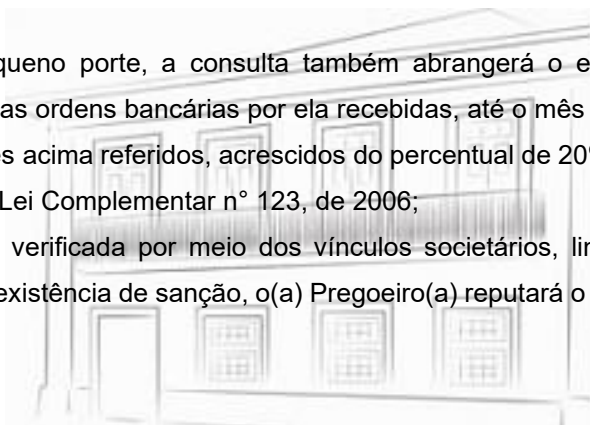 queno porte, a consulta também abrangerá o e
as ordens bancárias por ela recebidas, até o mês
s acima referidos, acrescidos do percentual de 20
Lei Complementar n° 123, de 2006;
verificada por meio dos vínculos societários, lin
existência de sanção, o(a) Pregoeiro(a) reputará o